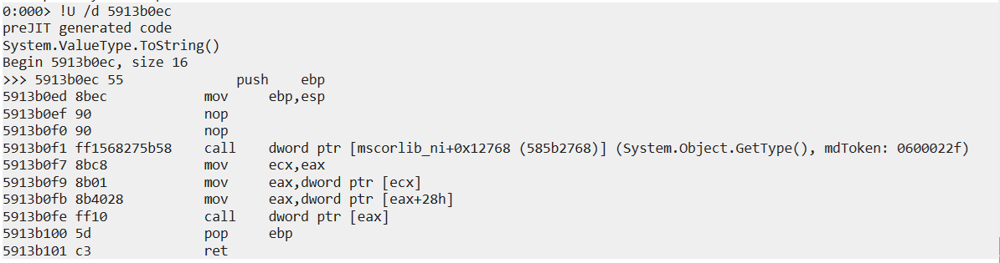 0:000> !U /d 5913b0ec
preJIT generated code
System.ValueType.ToString()
Begin 5913b0ec, size 16
>>> 5913b0ec 55 push ebp
5913b0ed 8bec mov ebp,esp
5913b0ef 90 nop
5913b0f0 90 nop
5913b0f1 ff1568275b58 call dword ptr [mscorlib_ni+0x12768 (585b2768)] (System.Object.GetType(), mdToken: 0600022f)
5913b0f7 8bc8 mov ecx,eax
5913b0f9 8b01 mov eax,dword ptr [ecx]
5913b0fb 8b4028 mov eax,dword ptr [eax+28h]
5913b0fe ff10 call dword ptr [eax]
5913b100 5d pop ebp
5913b101 c3 ret